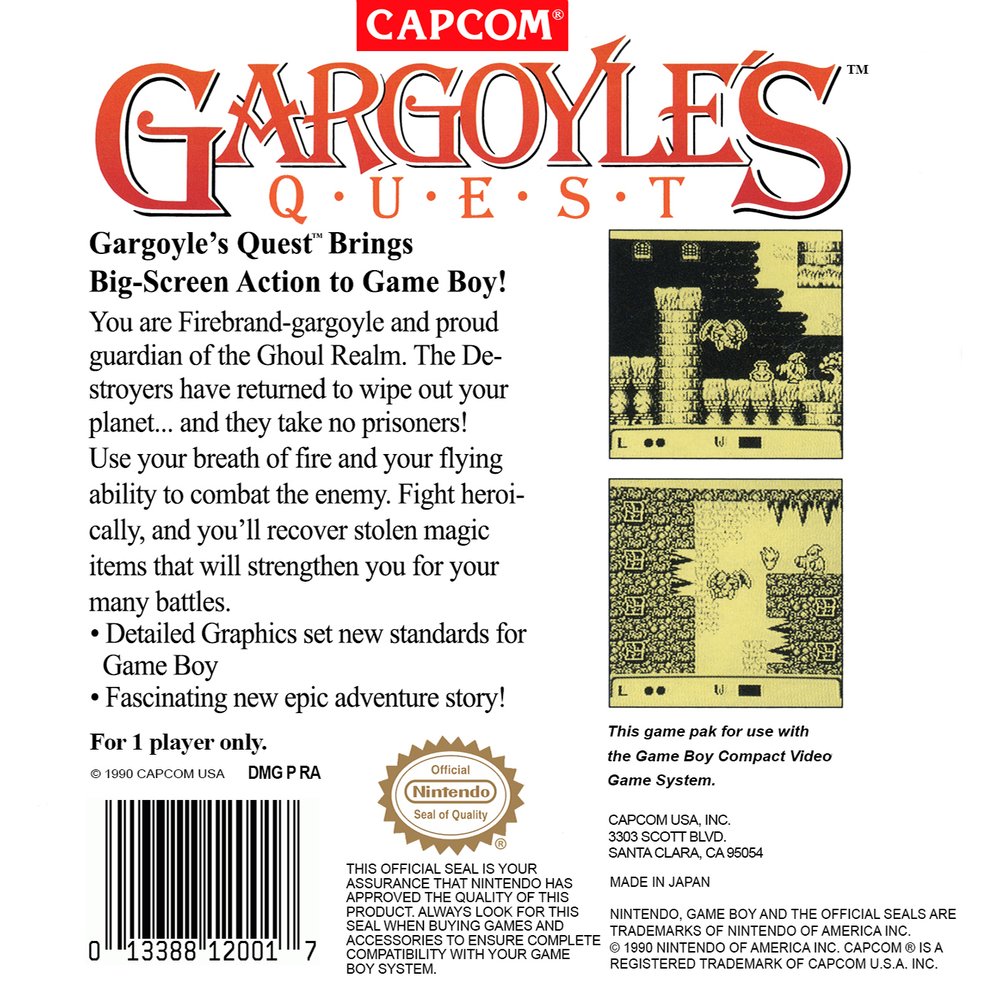 CAPCOM®
GARGOYLE'S™
Q·U·E·S·T
Gargoyle's Quest™ Brings
Big-Screen Action to Game Boy!
You are Firebrand-gargoyle and proud
guardian of the Ghoul Realm. The De-
stroyers have returned to wipe out your
planet... and they take no prisoners!
Use your breath of fire and your flying
ability to combat the enemy. Fight heroi-
cally, and you'll recover stolen magic
items that will strengthen you for your
many battles.
• Detailed Graphics set new standards for
Game Boy
• Fascinating new epic adventure story!
For 1 player only.
© 1990 CAPCOM USA DMG P RA
0 13388 12001 7
Official
Nintendo
Seal of Quality
®
THIS OFFICIAL SEAL IS YOUR
ASSURANCE THAT NINTENDO HAS
APPROVED THE QUALITY OF THIS
PRODUCT. ALWAYS LOOK FOR THIS
SEAL WHEN BUYING GAMES AND
ACCESSORIES TO ENSURE COMPLETE
COMPATIBILITY WITH YOUR GAME
BOY SYSTEM.
L W
L W
This game pak for use with
the Game Boy Compact Video
Game System.
CAPCOM USA, INC.
3303 SCOTT BLVD.
SANTA CLARA, CA 95054
MADE IN JAPAN
NINTENDO, GAME BOY AND THE OFFICIAL SEALS ARE
TRADEMARKS OF NINTENDO OF AMERICA INC.
© 1990 NINTENDO OF AMERICA INC. CAPCOM ® IS A
REGISTERED TRADEMARK OF CAPCOM U.S.A. INC.